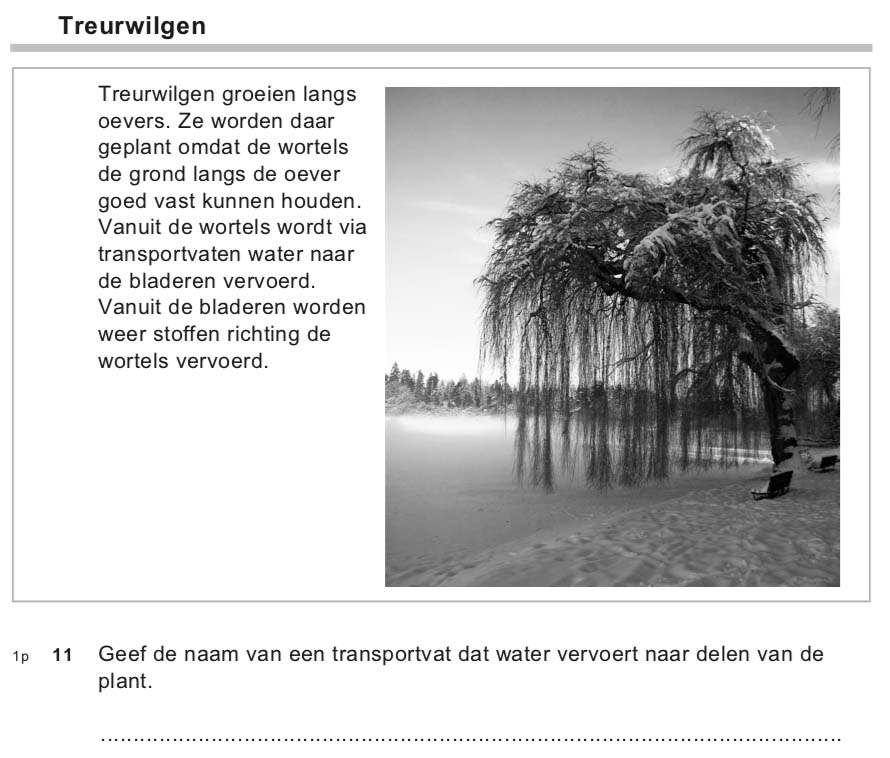 Treurwilgen
Treurwilgen groeien langs
oevers. Ze worden daar
geplant omdat de wortels
de grond langs de oever
goed vast kunnen houden.
Vanuit de wortels wordt via
transportvaten water naar
de bladeren vervoerd.
Vanuit de bladeren worden
weer stoffen richting de
wortels vervoerd.
1p 11 Geef de naam van een transportvat dat water vervoert naar delen van de
plant.